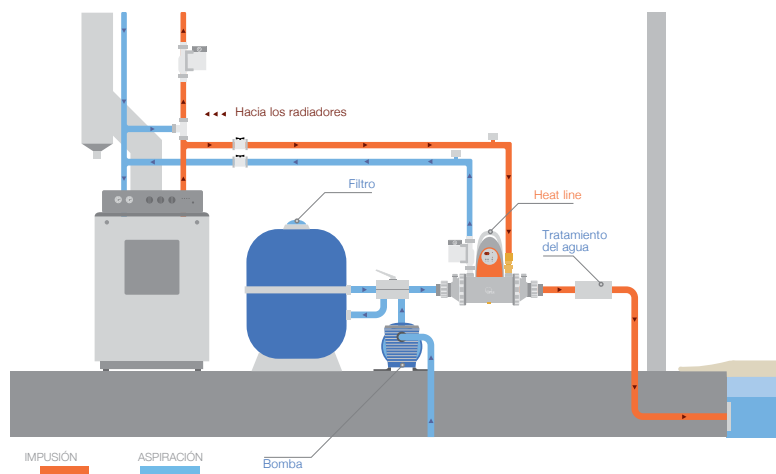 Hacia los radiadores
Filtro
Heat line
Tratamiento
del agua
IMPUSIÓN
ASPIRACIÓN
Bomba